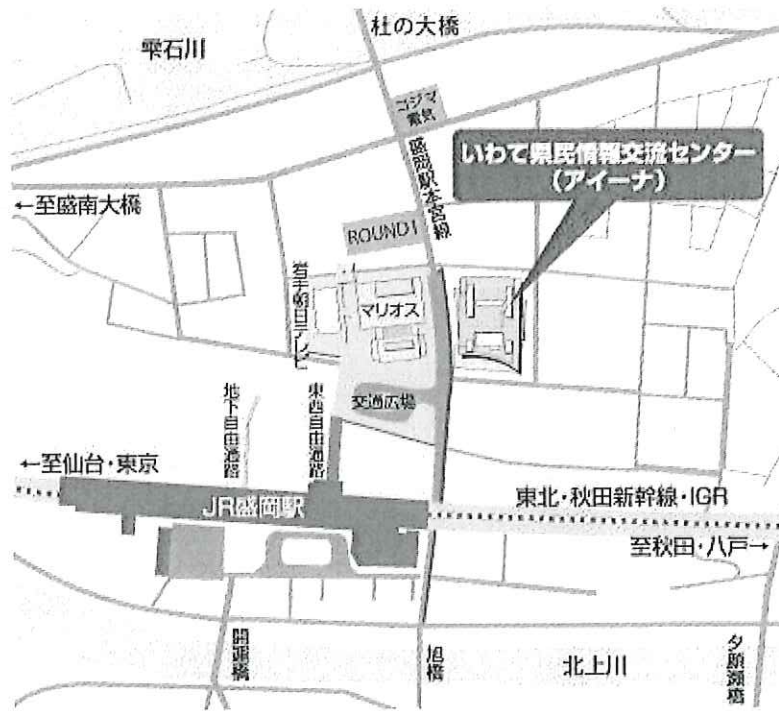 杜の大橋
雫石川
コジマ
電気
いわて県民情報交流センター
(アイーナ)
盛岡駅本宮線
←至盛南大橋
ROUND1
岩手朝日テレビ
マリオス
交通広場
地下自由通路
東西自由通路
←至仙台・東京
JR盛岡駅
東北・秋田新幹線・IGR
至秋田・八戸→
開運橋
旭橋
北上川
夕顔瀬橋